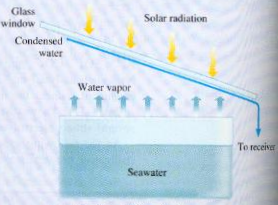 Glass
window
Solar radiation
Condensed
water
Water vapor
To receiver
Seawater